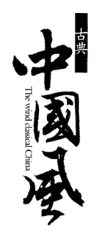 古典
中國風
The wind classical China